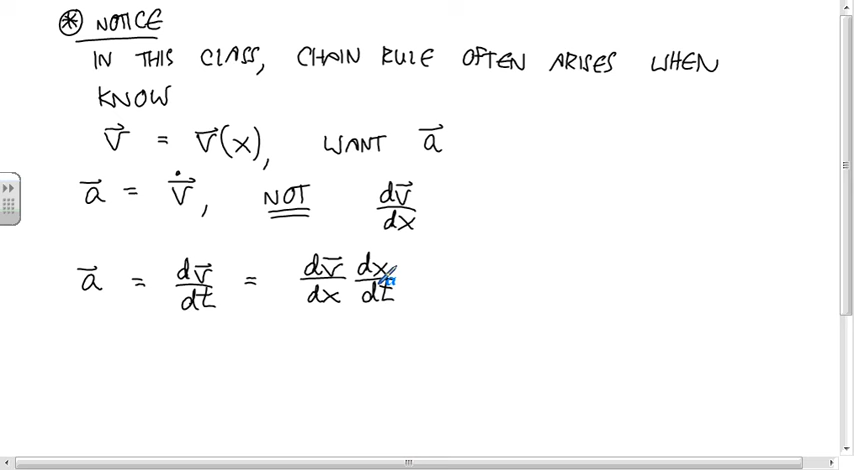 ⊛ NOTICE
IN THIS CLASS, CHAIN RULE OFTEN ARISES WHEN
KNOW
v⃗ = v⃗(x), WANT a⃗
a⃗ = v⃗̇, NOT dv⃗/dx
a⃗ = dv⃗/dt = dv⃗/dx dx/dt